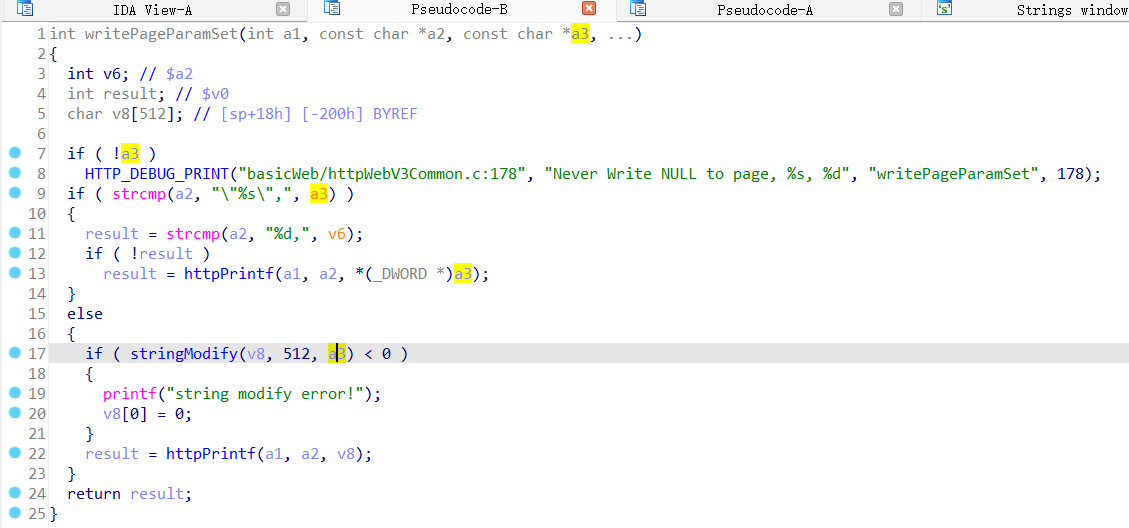 IDA View-A Pseudocode-B Pseudocode-A 's' Strings window
1 int writePageParamSet(int a1, const char *a2, const char *a3, ...)
2 {
3 int v6; // $a2
4 int result; // $v0
5 char v8[512]; // [sp+18h] [-200h] BYREF
6
7 if ( !a3 )
8 HTTP_DEBUG_PRINT("basicWeb/httpWebV3Common.c:178", "Never Write NULL to page, %s, %d", "writePageParamSet", 178);
9 if ( strcmp(a2, "\"%s\",", a3) )
10 {
11 result = strcmp(a2, "%d,", v6);
12 if ( !result )
13 result = httpPrintf(a1, a2, *(_DWORD *)a3);
14 }
15 else
16 {
17 if ( stringModify(v8, 512, a3) < 0 )
18 {
19 printf("string modify error!");
20 v8[0] = 0;
21 }
22 result = httpPrintf(a1, a2, v8);
23 }
24 return result;
25 }